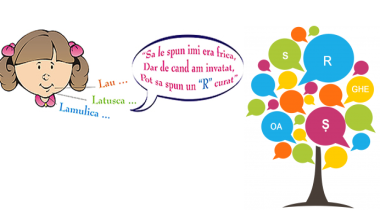 Lau ...
Latusca ...
Lamulica ...
“Sa le spun imi era frica,
Dar de cand am invatat,
Pot sa spun un “R” curat”
S
R
GHE
OA
Ş